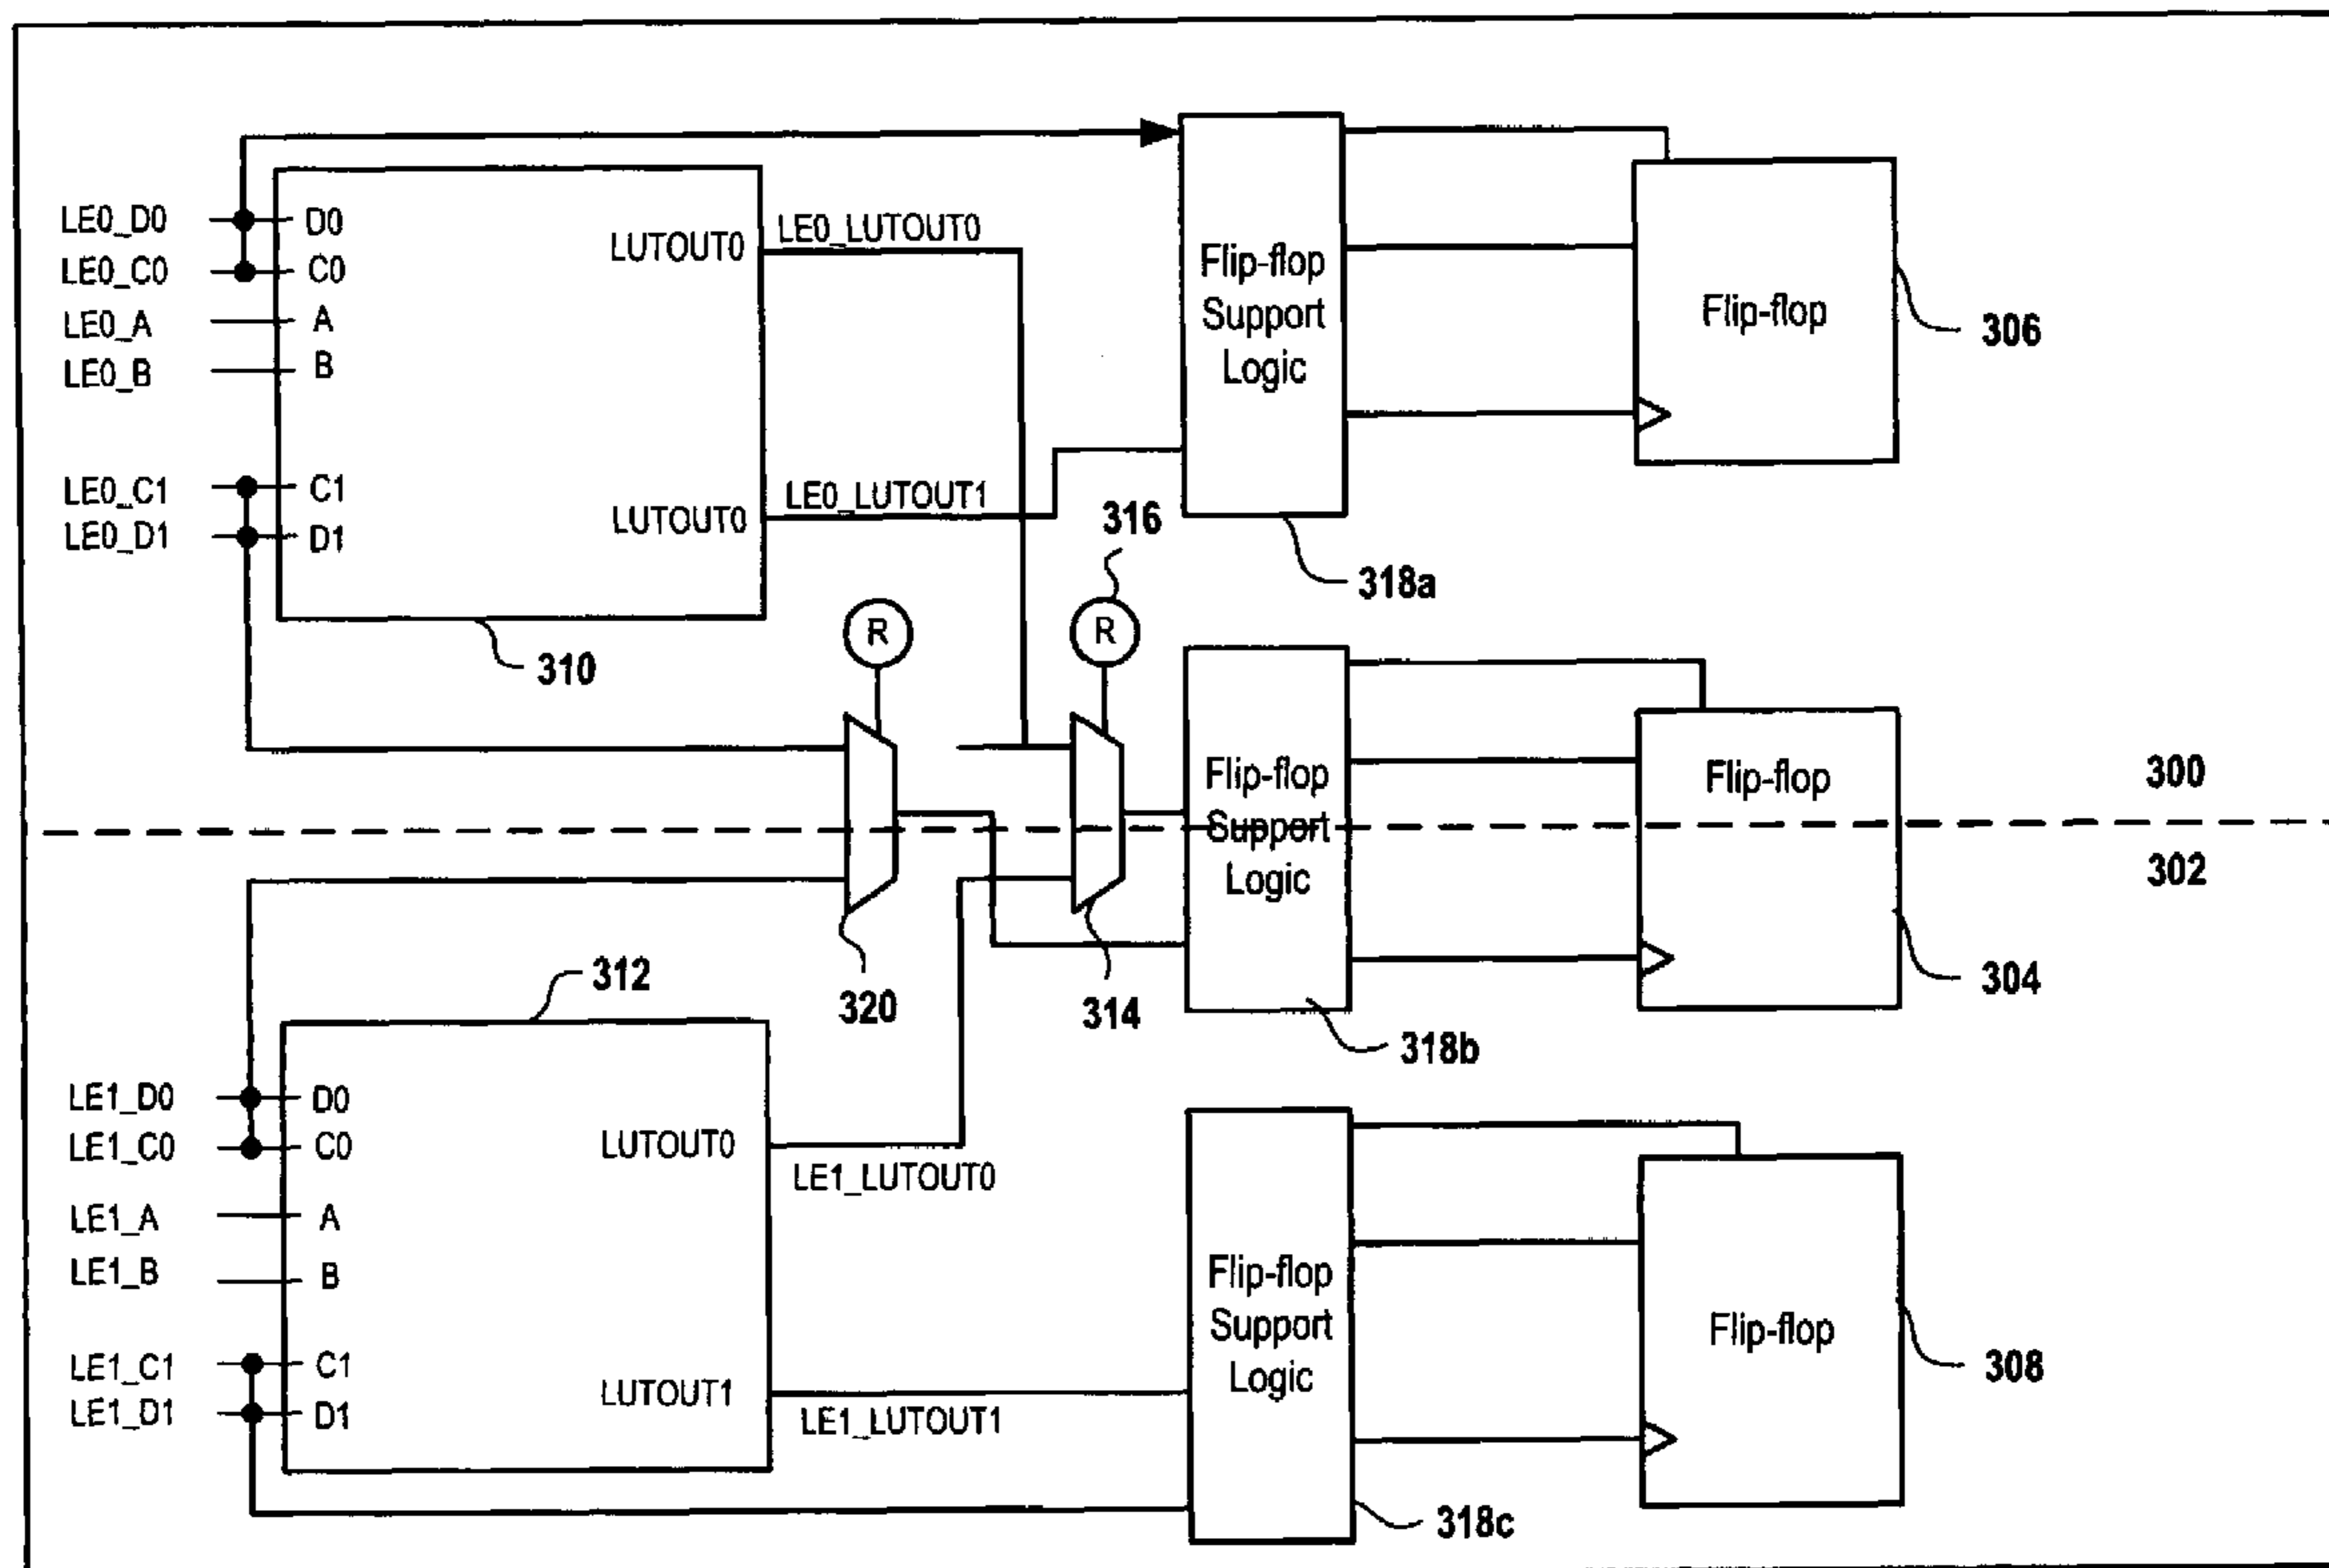 LE0_D0
LE0_C0
LE0_A
LE0_B
LE0_C1
LE0_D1
D0
C0
A
B
C1
D1
LUTOUT0
LUTOUT0
LE0_LUTOUT0
LE0_LUTOUT1
310
Flip-flop
Support
Logic
318a
Flip-flop
306
R
R
316
320
314
Flip-flop
Support
Logic
318b
Flip-flop
304
300
302
312
LE1_D0
LE1_C0
LE1_A
LE1_B
LE1_C1
LE1_D1
D0
C0
A
B
C1
D1
LUTOUT0
LUTOUT1
LE1_LUTOUT0
LE1_LUTOUT1
Flip-flop
Support
Logic
318c
Flip-flop
308